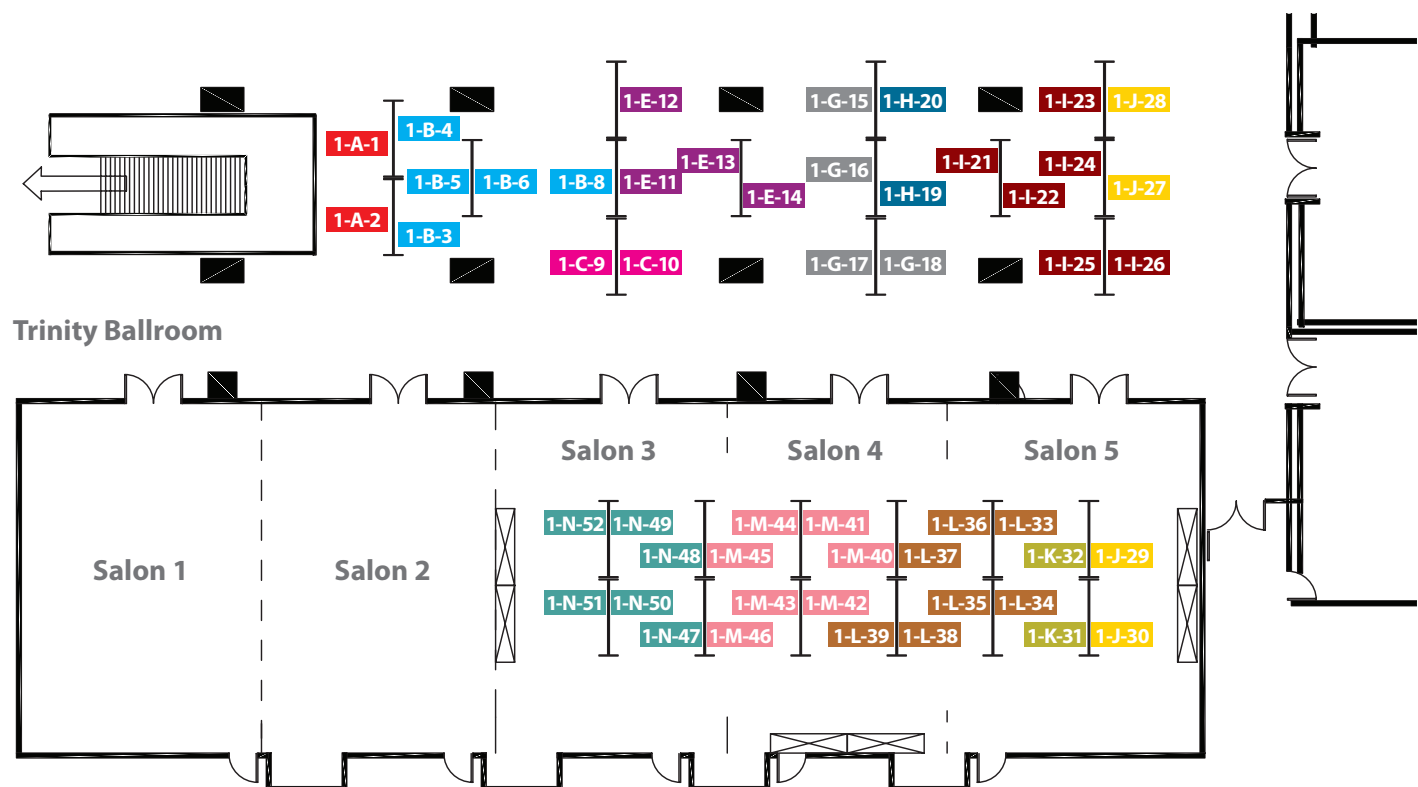 1-E-12
1-G-15 1-H-20
1-I-23 1-J-28
1-B-4
1-A-1
1-E-13
1-I-21
1-I-24
1-G-16
1-B-5 1-B-6
1-B-8 1-E-11
1-J-27
1-E-14
1-H-19
1-I-22
1-A-2
1-B-3
1-C-9 1-C-10
1-G-17 1-G-18
1-I-25 1-I-26
Trinity Ballroom
Salon 3
Salon 4
Salon 5
1-N-52 1-N-49
1-M-44 1-M-41
1-L-36 1-L-33
1-N-48 1-M-45
1-M-40 1-L-37
1-K-32 1-J-29
Salon 1
Salon 2
1-N-51 1-N-50
1-M-43 1-M-42
1-L-35 1-L-34
1-N-47 1-M-46
1-L-39 1-L-38
1-K-31 1-J-30